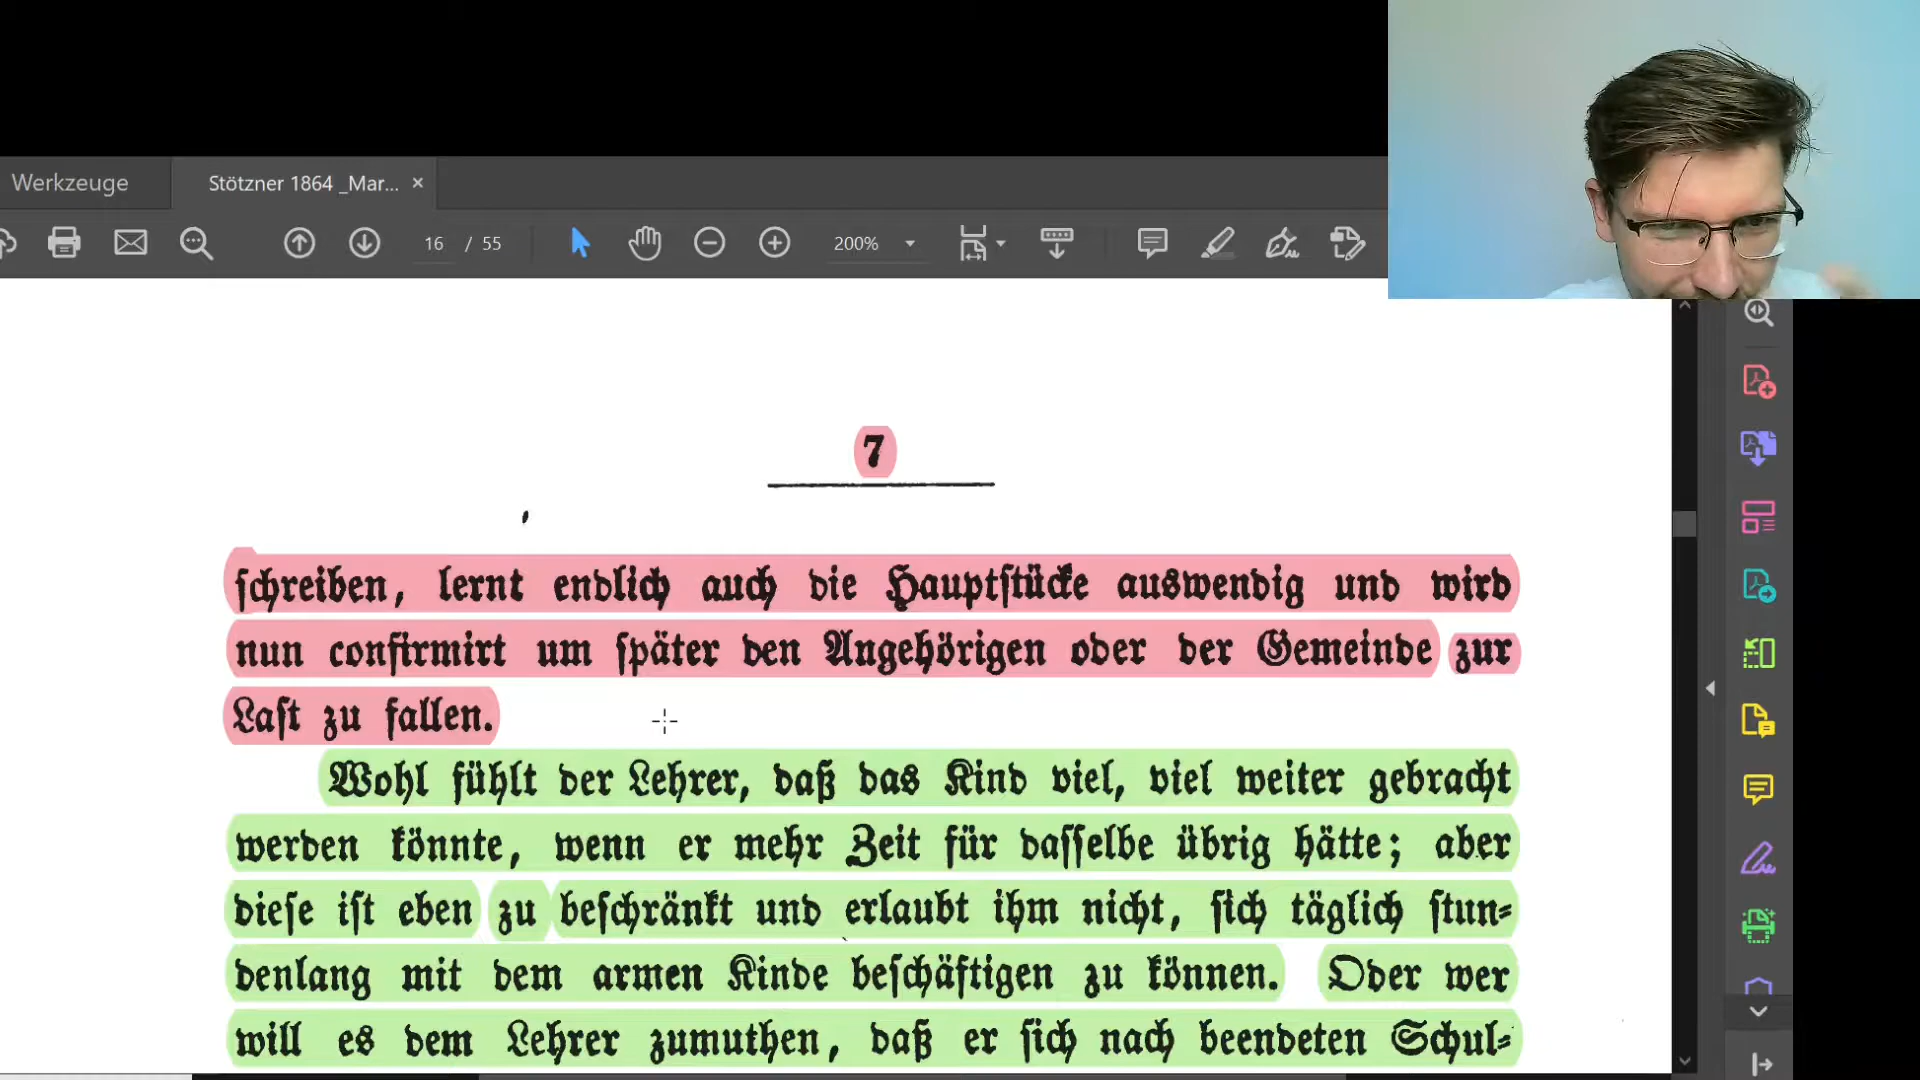 Werkzeuge
Stötzner 1864 _Mar... ×
16 / 55
200%
7
schreiben, lernt endlich auch die Hauptstücke auswendig und wird
nun confirmirt um später den Angehörigen oder der Gemeinde zur
Last zu fallen.
Wohl fühlt der Lehrer, daß das Kind viel, viel weiter gebracht
werden könnte, wenn er mehr Zeit für dasselbe übrig hätte; aber
diese ist eben zu beschränkt und erlaubt ihm nicht, sich täglich stun-
denlang mit dem armen Kinde beschäftigen zu können. Oder wer
will es dem Lehrer zumuthen, daß er sich nach beendeten Schul-